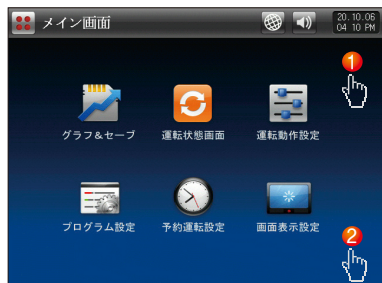 メイン画面
20.10.06
04 10 PM
1
グラフ&セーブ
運転状態画面
運転動作設定
プログラム設定
予約運転設定
画面表示設定
2